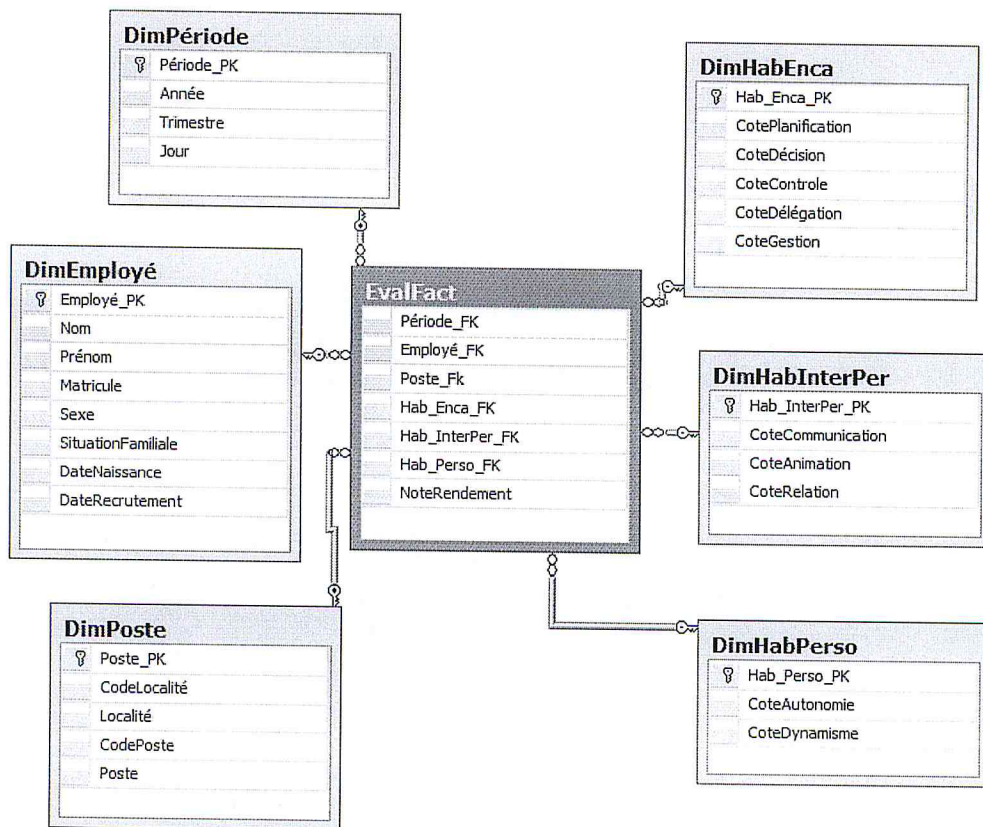 DimPériode
Période_PK
Année
Trimestre
Jour
DimHabEnca
Hab_Enca_PK
CotePlanification
CoteDécision
CoteControle
CoteDélégation
CoteGestion
DimEmployé
Employé_PK
Nom
Prénom
Matricule
Sexe
SituationFamiliale
DateNaissance
DateRecrutement
EvalFact
Période_FK
Employé_FK
Poste_Fk
Hab_Enca_FK
Hab_InterPer_FK
Hab_Perso_FK
NoteRendement
DimHabInterPer
Hab_InterPer_PK
CoteCommunication
CoteAnimation
CoteRelation
DimPoste
Poste_PK
CodeLocalité
Localité
CodePoste
Poste
DimHabPerso
Hab_Perso_PK
CoteAutonomie
CoteDynamisme